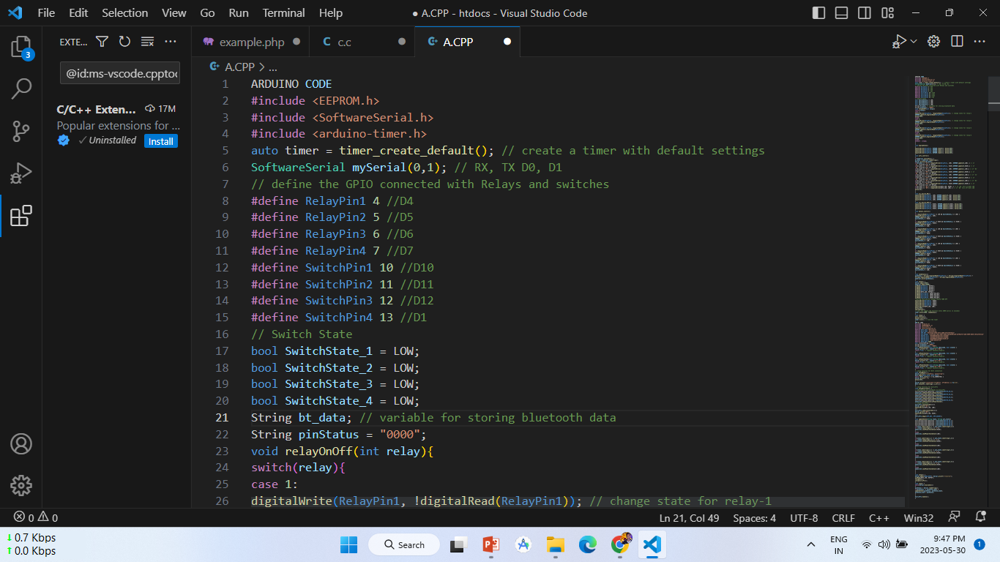 File Edit Selection View Go Run Terminal Help
● A.CPP - htdocs - Visual Studio Code
EXTE...
example.php
C c.c
A.CPP
3
@id:ms-vscode.cpptoo
A.CPP > ...
C/C++ Exten... 17M
Popular extensions for ...
✓Uninstalled Install
1 ARDUINO CODE
2 #include <EEPROM.h>
3 #include <SoftwareSerial.h>
4 #include <arduino-timer.h>
5 auto timer = timer_create_default(); // create a timer with default settings
6 SoftwareSerial mySerial(0,1); // RX, TX D0, D1
7 // define the GPIO connected with Relays and switches
8 #define RelayPin1 4 //D4
9 #define RelayPin2 5 //D5
10 #define RelayPin3 6 //D6
11 #define RelayPin4 7 //D7
12 #define SwitchPin1 10 //D10
13 #define SwitchPin2 11 //D11
14 #define SwitchPin3 12 //D12
15 #define SwitchPin4 13 //D1
16 // Switch State
17 bool SwitchState_1 = LOW;
18 bool SwitchState_2 = LOW;
19 bool SwitchState_3 = LOW;
20 bool SwitchState_4 = LOW;
21 String bt_data; // variable for storing bluetooth data
22 String pinStatus = "0000";
23 void relayOnOff(int relay){
24 switch(relay){
25 case 1:
26 digitalWrite(RelayPin1, !digitalRead(RelayPin1)); // change state for relay-1
0 0
Ln 21, Col 49 Spaces: 4 UTF-8 CRLF C++ Win32
↓ 0.7 Kbps
↑ 0.0 Kbps
Search
ENG
IN
9:47 PM
2023-05-30
1